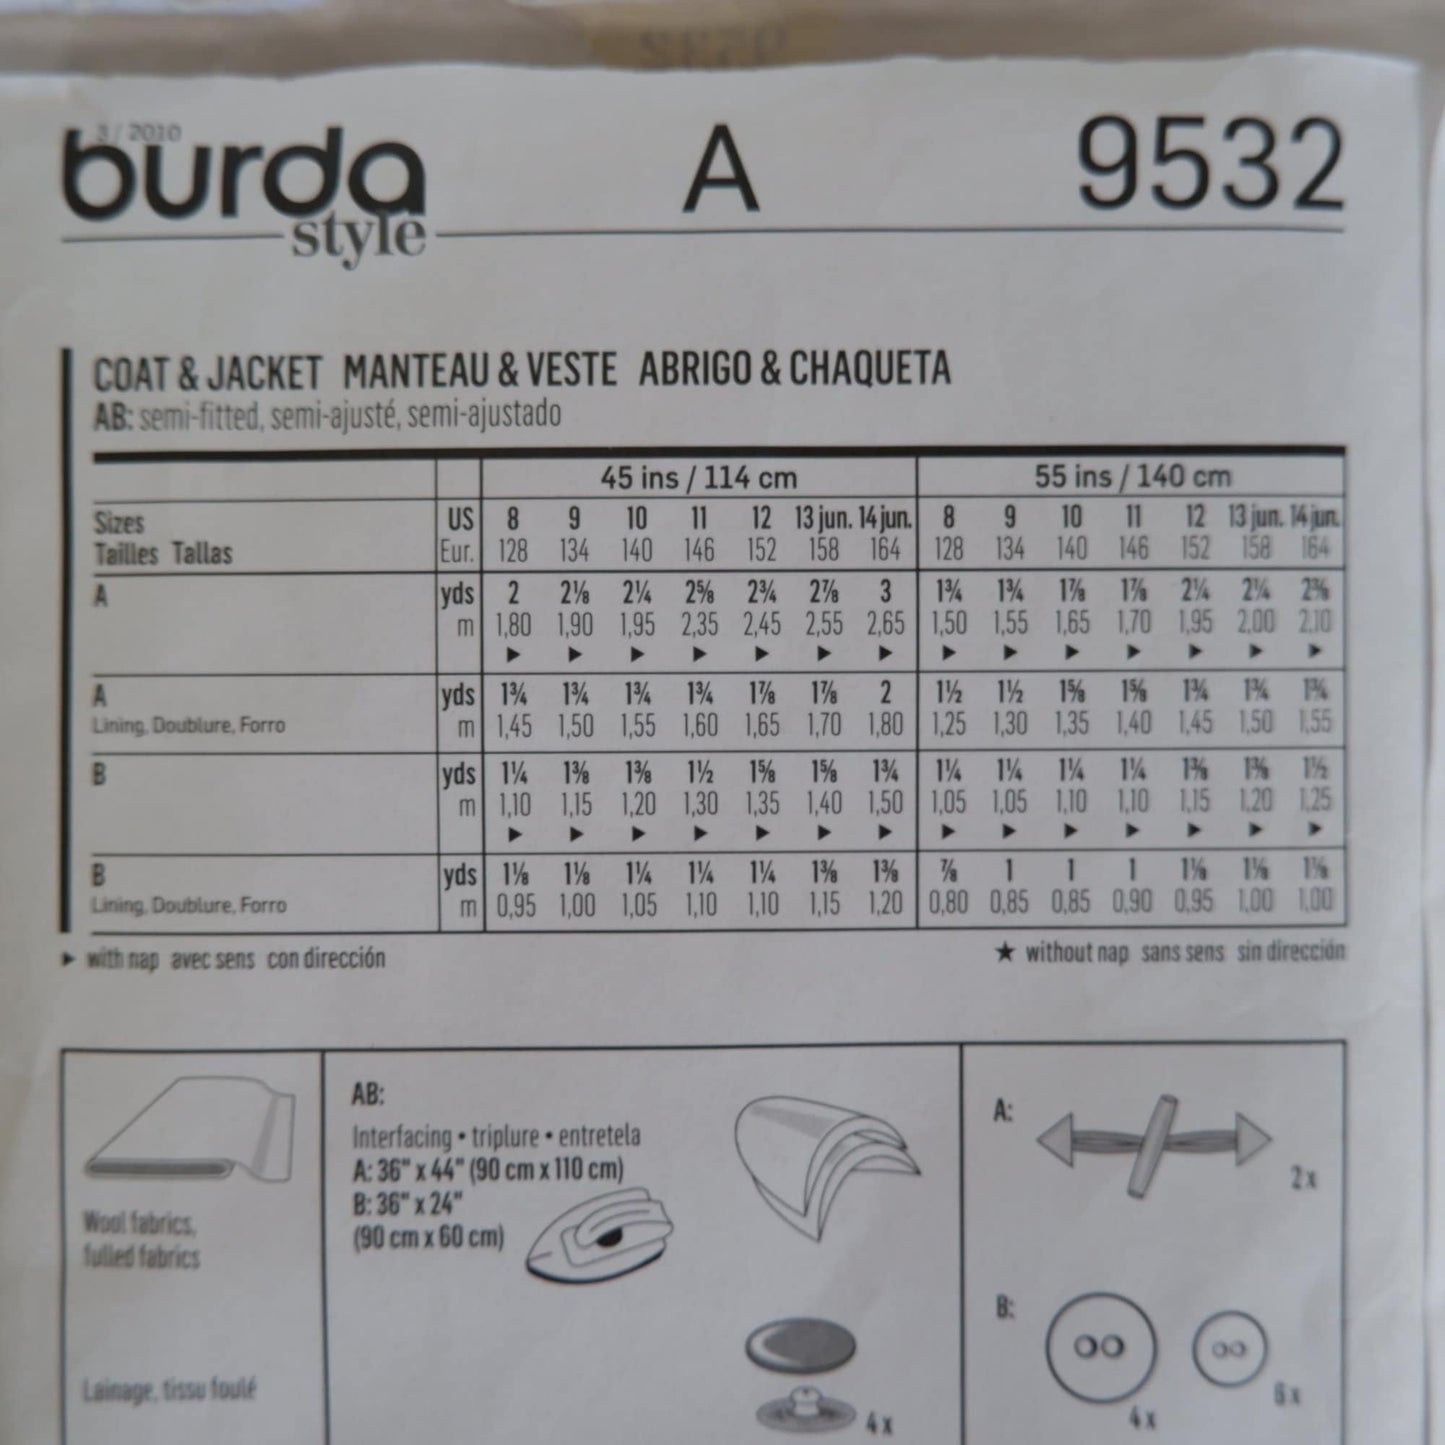 3 / 2010
burda style A 9532
COAT & JACKET MANTEAU & VESTE ABRIGO & CHAQUETA
AB: semi-fitted, semi-ajusté, semi-ajustado
45 ins / 114 cm 55 ins / 140 cm
Sizes US 8 9 10 11 12 13 jun. 14 jun. 8 9 10 11 12 13 jun. 14 jun.
Tailles Tallas Eur. 128 134 140 146 152 158 164 128 134 140 146 152 158 164
A yds 2 2⅛ 2¼ 2⅝ 2¾ 2⅞ 3 1¾ 1¾ 1⅞ 1⅞ 2¼ 2¼ 2⅜
m 1,80 1,90 1,95 2,35 2,45 2,55 2,65 1,50 1,55 1,65 1,70 1,95 2,00 2,10
▶ ▶ ▶ ▶ ▶ ▶ ▶ ▶ ▶ ▶ ▶ ▶ ▶ ▶
A yds 1¾ 1¾ 1¾ 1¾ 1⅞ 1⅞ 2 1½ 1½ 1⅝ 1⅝ 1¾ 1¾ 1¾
Lining, Doublure, Forro m 1,45 1,50 1,55 1,60 1,65 1,70 1,80 1,25 1,30 1,35 1,40 1,45 1,50 1,55
B yds 1¼ 1⅜ 1⅜ 1½ 1⅝ 1⅝ 1¾ 1¼ 1¼ 1¼ 1¼ 1⅜ 1⅜ 1½
m 1,10 1,15 1,20 1,30 1,35 1,40 1,50 1,05 1,05 1,10 1,10 1,15 1,20 1,25
▶ ▶ ▶ ▶ ▶ ▶ ▶ ▶ ▶ ▶ ▶ ▶ ▶ ▶
B yds 1⅛ 1⅛ 1¼ 1¼ 1¼ 1⅜ 1⅜ ⅞ 1 1 1 1⅛ 1⅛ 1⅛
Lining, Doublure, Forro m 0,95 1,00 1,05 1,10 1,10 1,15 1,20 0,80 0,85 0,85 0,90 0,95 1,00 1,00
▶ with nap avec sens con dirección ★ without nap sans sens sin dirección
Wool fabrics,
fulled fabrics
Lainage, tissu foulé
AB:
Interfacing • triplure • entretela
A: 36" x 44" (90 cm x 110 cm)
B: 36" x 24"
(90 cm x 60 cm)
4x
A:
2x
B:
4x
6x